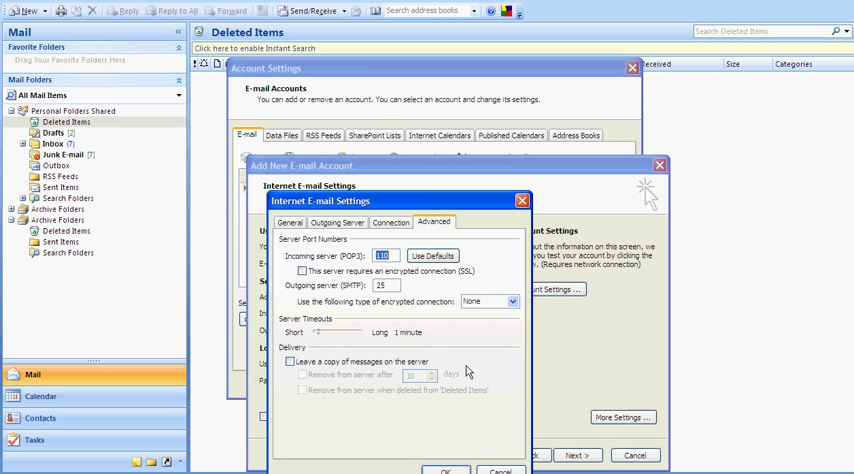 New
Reply
Reply to All
Forward
Send/Receive
Search address books
Mail
Favorite Folders
Drag Your Favorite Folders Here
Mail Folders
All Mail Items
Personal Folders Shared
Deleted Items
Drafts [2]
Inbox (7)
Junk E-mail [7]
Outbox
RSS Feeds
Sent Items
Search Folders
Archive Folders
Archive Folders
Deleted Items
Sent Items
Search Folders
Mail
Calendar
Contacts
Tasks
Deleted Items
Search Deleted Items
Click here to enable Instant Search
Received Size Categories
Account Settings
E-mail Accounts
You can add or remove an account. You can select an account and change its settings.
E-mail Data Files RSS Feeds SharePoint Lists Internet Calendars Published Calendars Address Books
Add New E-mail Account
Internet E-mail Settings
out the information on this screen, we
you test your account by clicking the
w. (Requires network connection)
unt Settings ...
More Settings ...
Next >
Cancel
Internet E-mail Settings
General Outgoing Server Connection Advanced
Server Port Numbers
Incoming server (POP3): 110 Use Defaults
This server requires an encrypted connection (SSL)
Outgoing server (SMTP): 25
Use the following type of encrypted connection: None
Server Timeouts
Short Long 1 minute
Delivery
Leave a copy of messages on the server
Remove from server after 10 days
Remove from server when deleted from 'Deleted Items'
OK Cancel